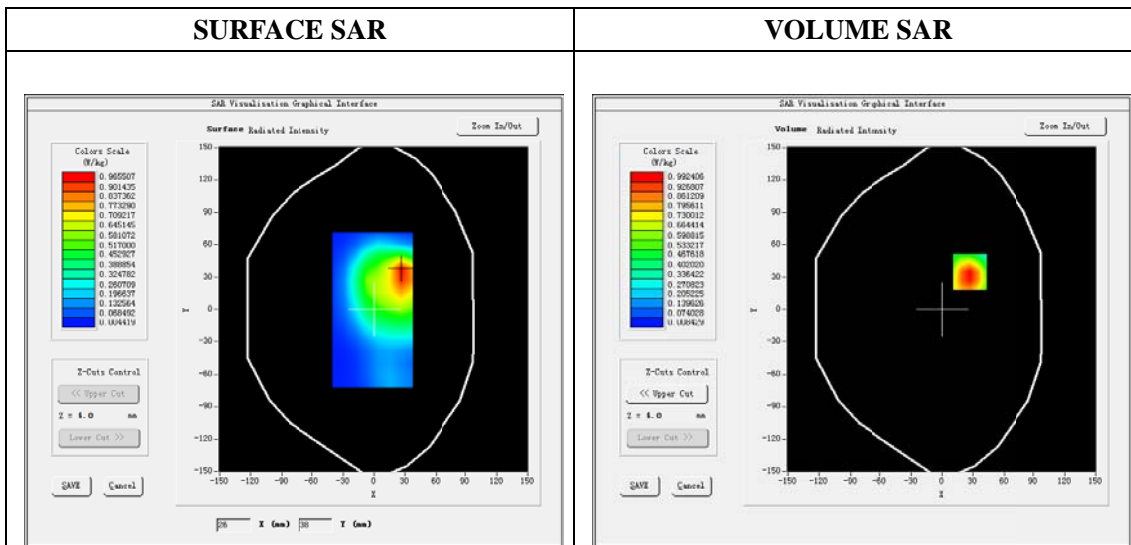 SURFACE SAR
SAR Visualisation Graphical Interface
Surface Radiated Intensity
Zoom In/Out
Colors Scale
(W/kg)
0.965507
0.901435
0.837362
0.773290
0.709217
0.645145
0.581072
0.517000
0.452927
0.388854
0.324782
0.260709
0.196637
0.132564
0.068492
0.004419
150
120
90
60
30
0
-30
-60
-90
-120
-150
Y
-150 -120 -90 -60 -30 0 30 60 90 120 150
X
Z-Cuts Control
<< Upper Cut
Z = 4.0 mm
Lower Cut >>
SAVE
Cancel
26 X (mm) 38 Y (mm)
VOLUME SAR
SAR Visualisation Graphical Interface
Volume Radiated Intensity
Zoom In/Out
Colors Scale
(W/kg)
0.992406
0.926807
0.861209
0.795611
0.730012
0.664414
0.598815
0.533217
0.467618
0.402020
0.336422
0.270823
0.205225
0.139626
0.074028
0.008429
150
120
90
60
30
0
-30
-60
-90
-120
-150
Y
-150 -120 -90 -60 -30 0 30 60 90 120 150
X
Z-Cuts Control
<< Upper Cut
Z = 4.0 mm
Lower Cut >>
SAVE
Cancel